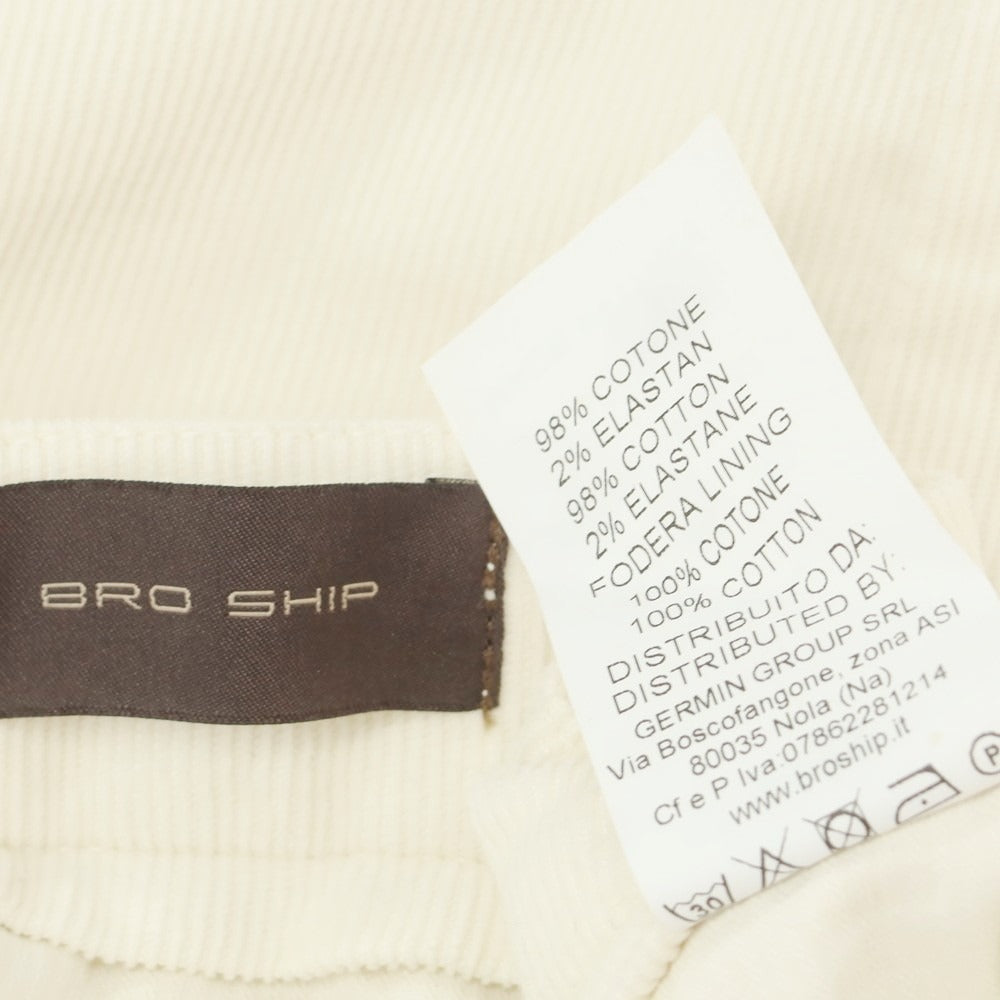 BRO SHIP
98% COTONE
2% ELASTAN
98% COTTON
2% ELASTANE
FODERA LINING
100% COTONE
100% COTTON
DISTRIBUITO DA:
DISTRIBUTED BY:
GERMIN GROUP SRL
Via Boscofangone, zona ASI
80035 Nola (Na)
Cf e P Iva:07862281214
www.broship.it
30
P